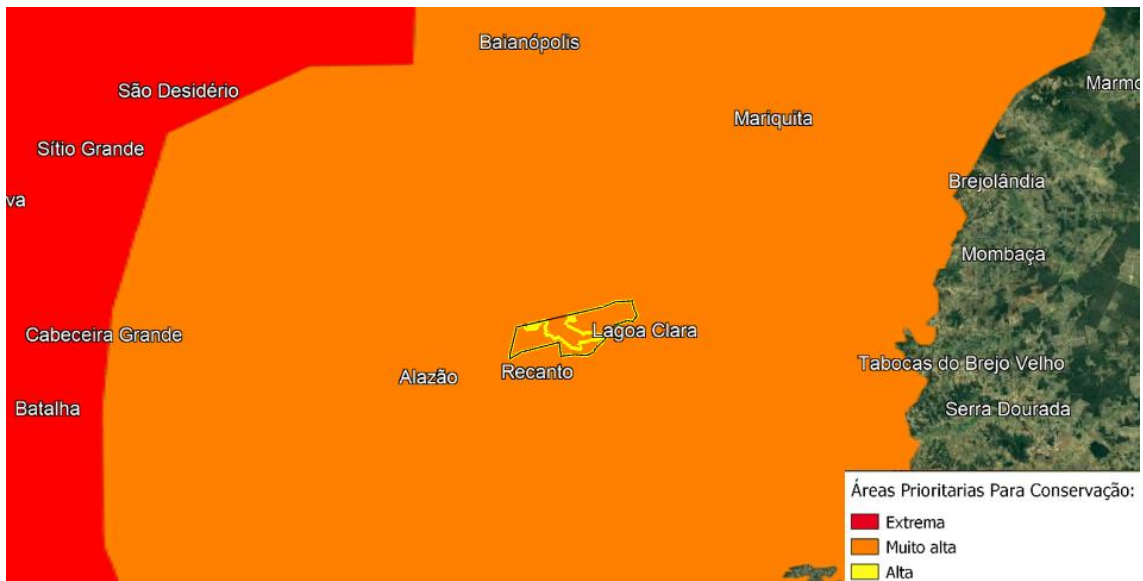 Baianópolis
Marmo
São Desidério
Mariquita
Sítio Grande
Brejolândia
va
Mombaça
Lagoa Clara
Cabeceira Grande
Tabocas do Brejo Velho
Recanto
Alazão
Batalha
Serra Dourada
Áreas Prioritarias Para Conservação:
Extrema
Muito alta
Alta